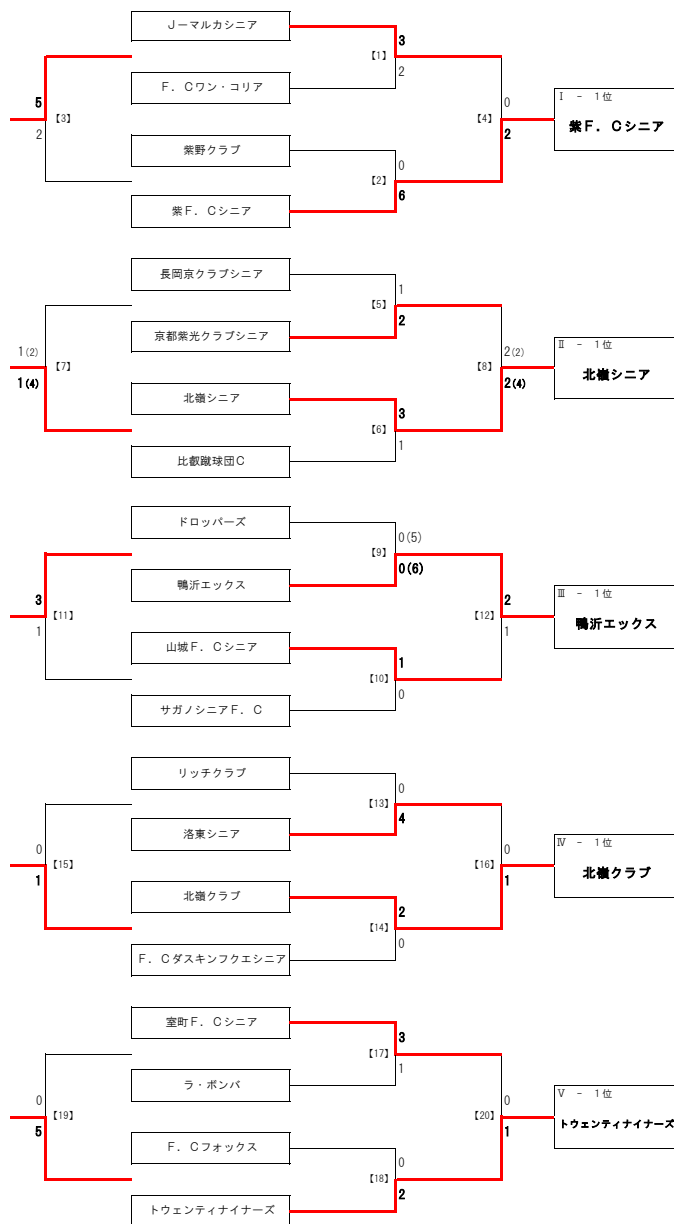 Ｊーマルカシニア
3
【1】
2
Ｆ．Ｃワン・コリア
5
【3】
2
0
【4】
2
Ⅰ － １位
紫Ｆ．Ｃシニア
紫野クラブ
0
【2】
6
紫Ｆ．Ｃシニア
長岡京クラブシニア
1
【5】
2
京都紫光クラブシニア
1(2)
【7】
1(4)
2(2)
【8】
2(4)
Ⅱ － １位
北嶺シニア
北嶺シニア
3
【6】
1
比叡蹴球団Ｃ
ドロッパーズ
0(5)
【9】
0(6)
鴨沂エックス
3
【11】
1
2
【12】
1
Ⅲ － １位
鴨沂エックス
山城Ｆ．Ｃシニア
1
【10】
0
サガノシニアＦ．Ｃ
リッチクラブ
0
【13】
4
洛東シニア
0
【15】
1
0
【16】
1
Ⅳ － １位
北嶺クラブ
北嶺クラブ
2
【14】
0
Ｆ．Ｃダスキンフクエシニア
室町Ｆ．Ｃシニア
3
【17】
1
ラ・ボンバ
0
【19】
5
0
【20】
1
Ⅴ － １位
トウェンティナイナーズ
Ｆ．Ｃフォックス
0
【18】
2
トウェンティナイナーズ